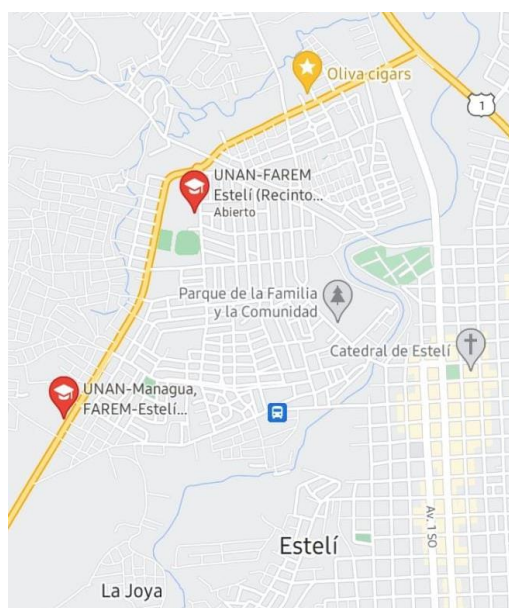 Oliva cigars
1
UNAN-FAREM
Estelí (Recinto...
Abierto
Parque de la Familia
y la Comunidad
Catedral de Estelí
UNAN-Managua,
FAREM-Estelí...
Av. 1 SO
Estelí
La Joya